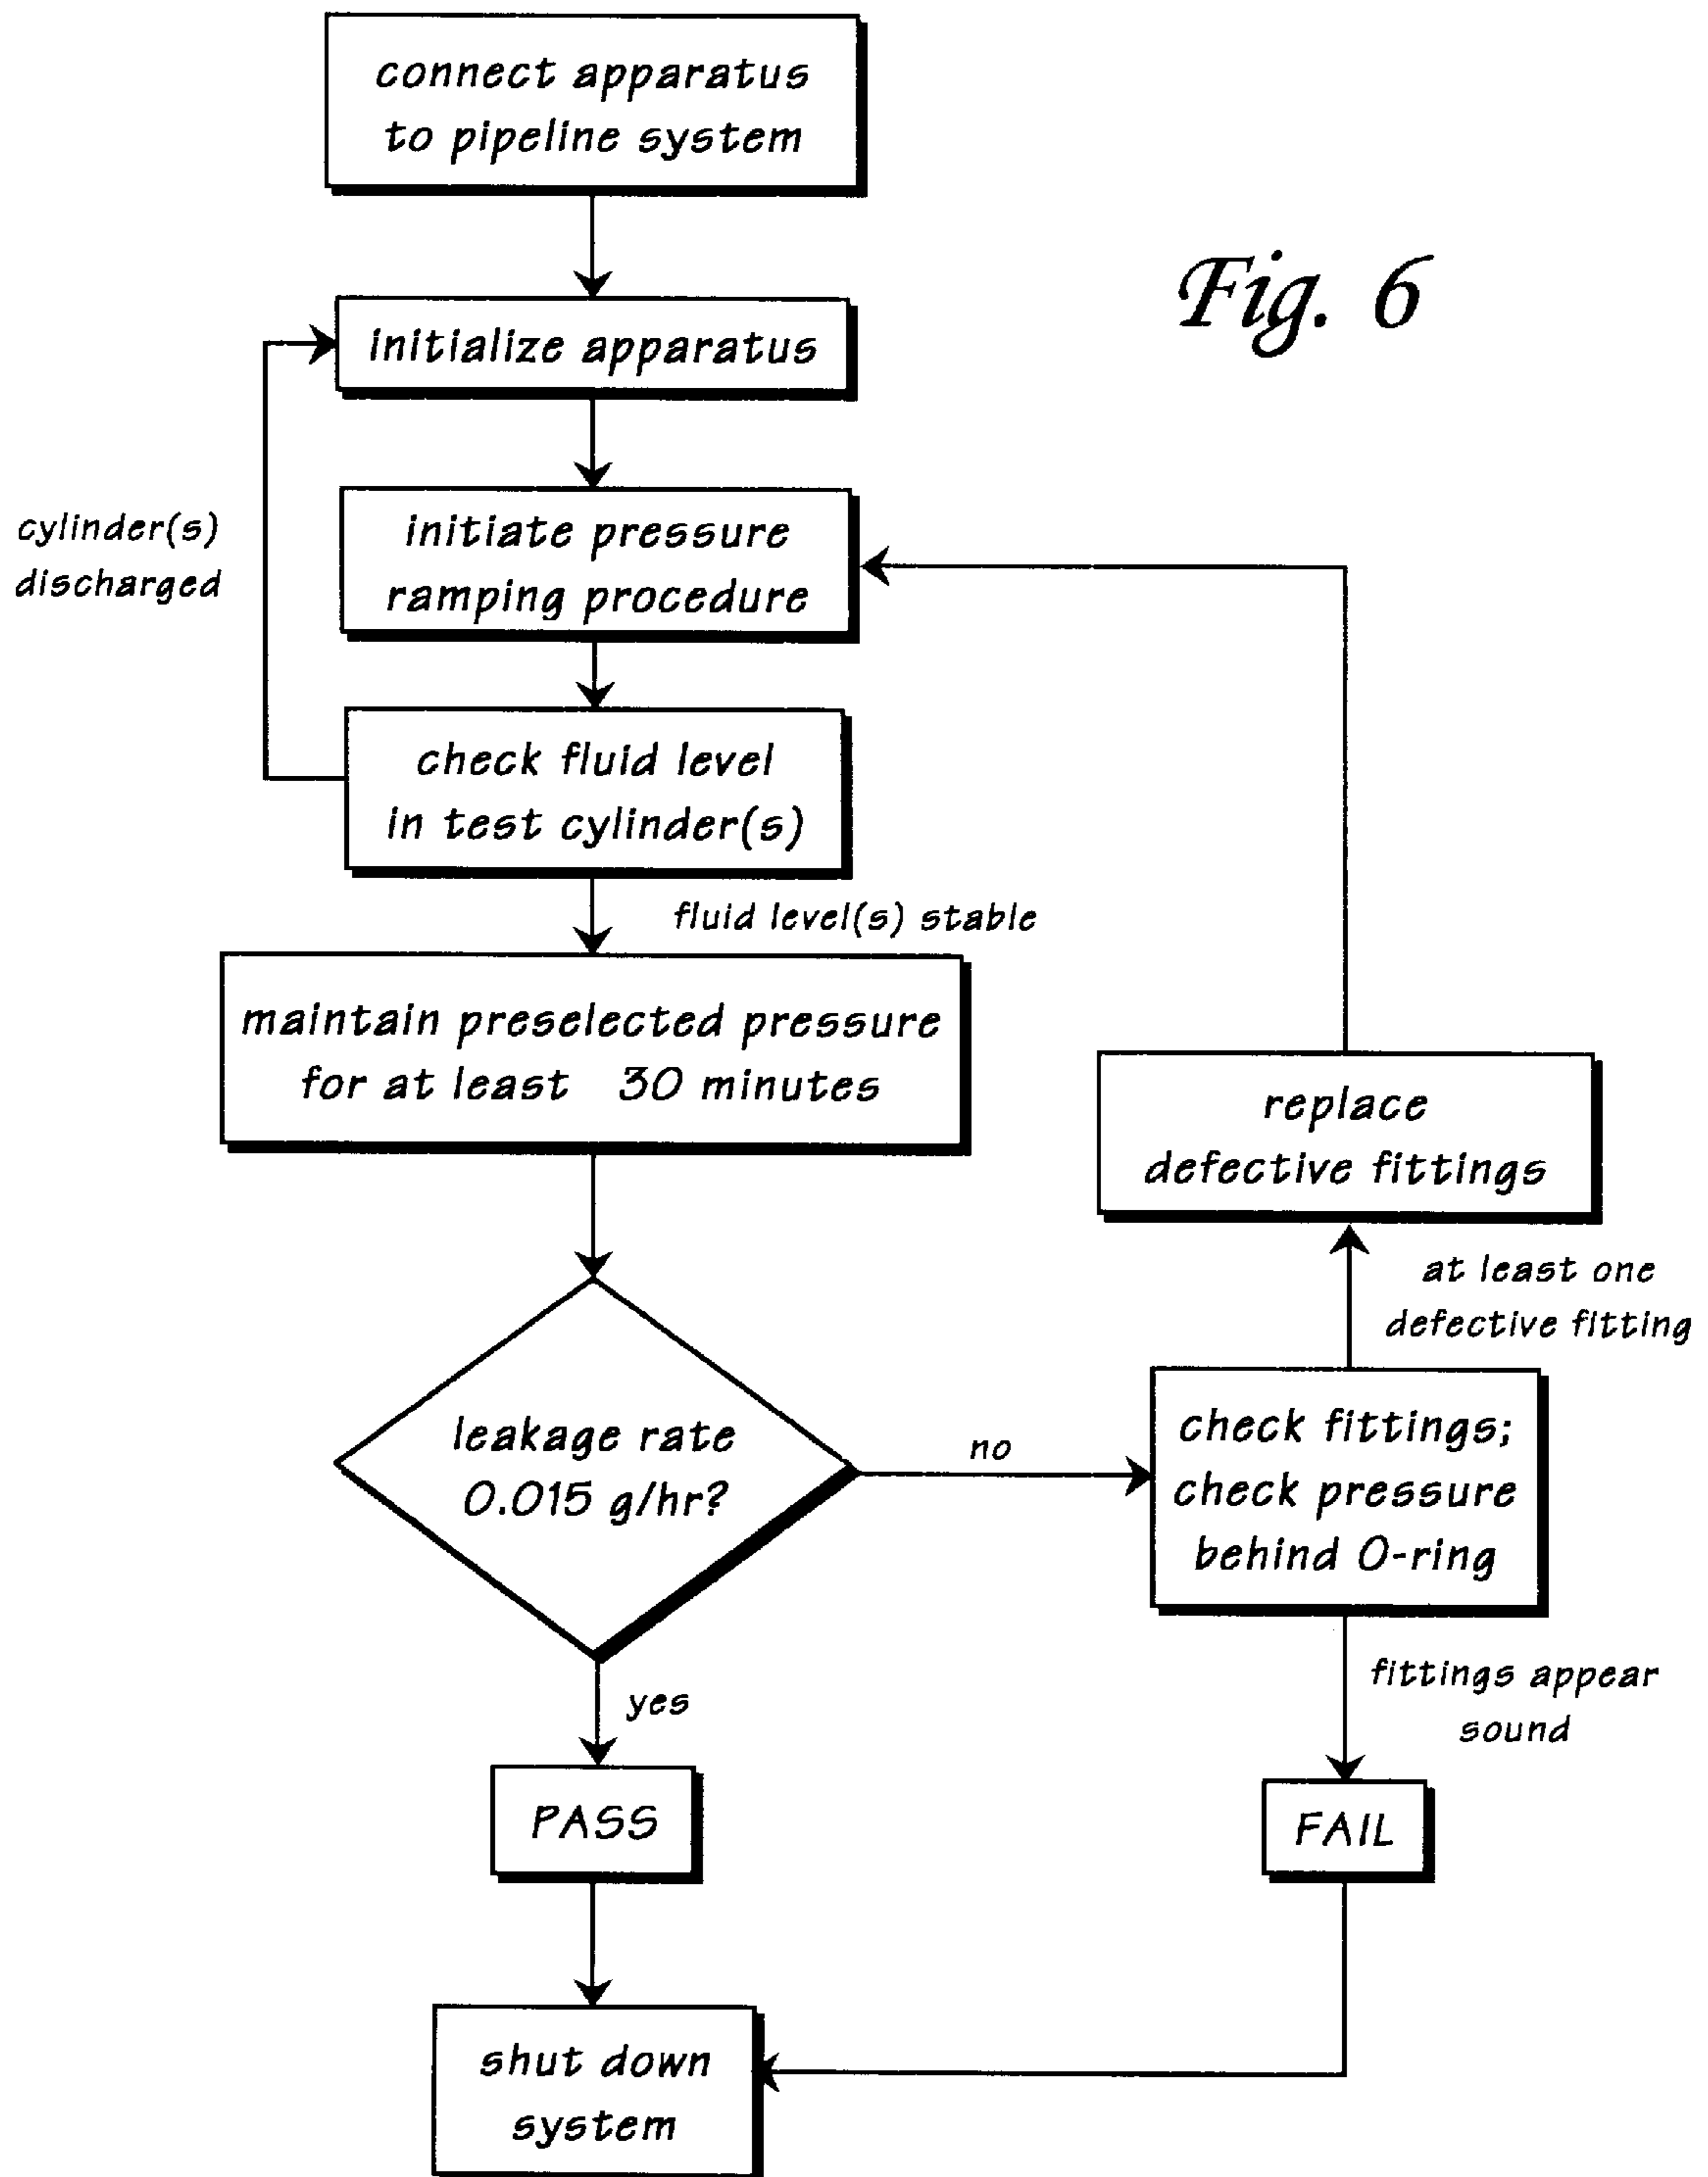 connect apparatus
to pipeline system
Fig. 6
initialize apparatus
cylinder(s)
discharged
initiate pressure
ramping procedure
check fluid level
in test cylinder(s)
fluid level(s) stable
maintain preselected pressure
for at least 30 minutes
replace
defective fittings
at least one
defective fitting
leakage rate
0.015 g/hr?
no
check fittings;
check pressure
behind O-ring
yes
fittings appear
sound
PASS
FAIL
shut down
system